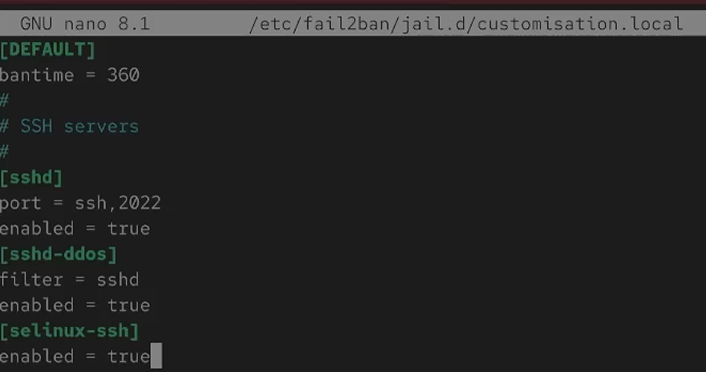 GNU nano 8.1 /etc/fail2ban/jail.d/customisation.local
[DEFAULT]
bantime = 360
#
# SSH servers
#
[sshd]
port = ssh,2022
enabled = true
[sshd-ddos]
filter = sshd
enabled = true
[selinux-ssh]
enabled = true